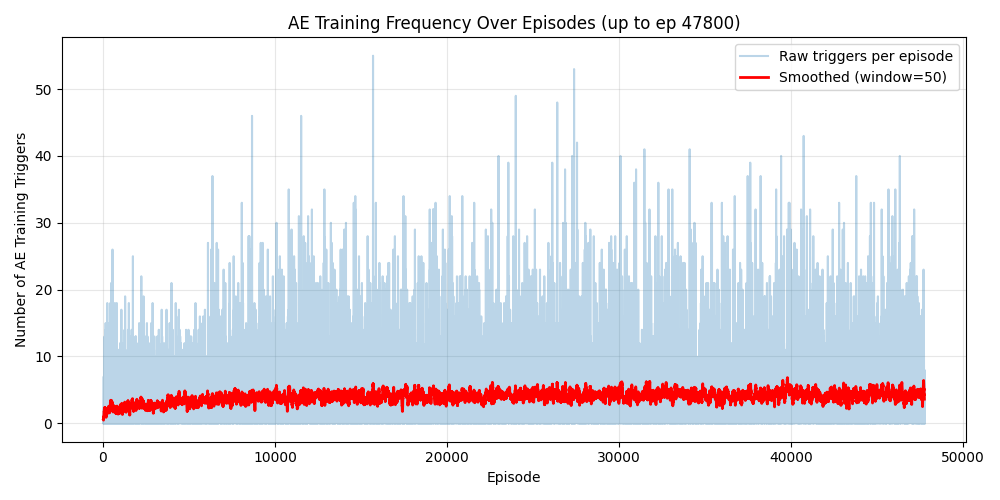 AE Training Frequency Over Episodes (up to ep 47800)
Raw triggers per episode
Smoothed (window=50)
Number of AE Training Triggers
50
40
30
20
10
0
0
10000
20000
30000
40000
50000
Episode